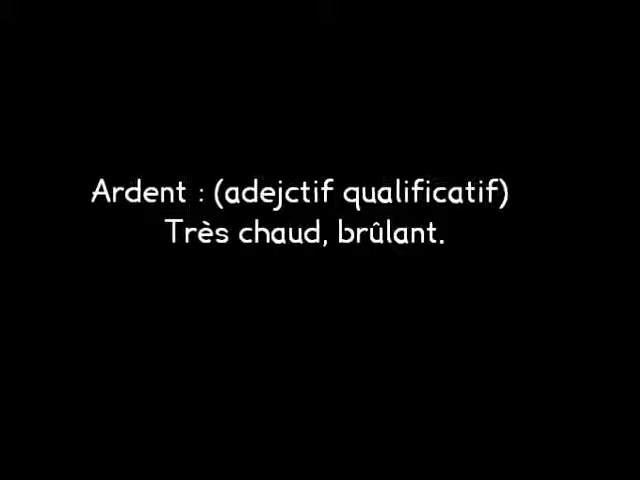 Ardent : (adejctif qualificatif)
Très chaud, brûlant.